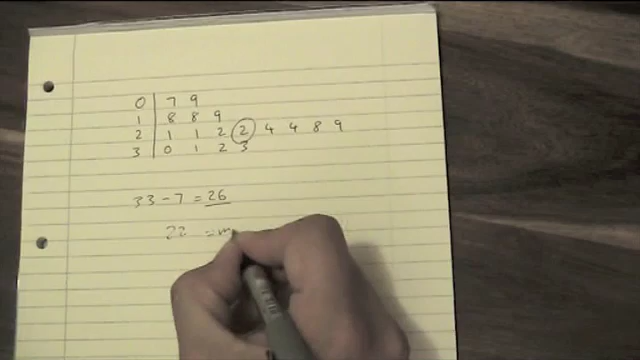 0 | 7 9
1 | 8 8 9
2 | 1 1 2 2 4 4 8 9
3 | 0 1 2 3
33 - 7 = 26
22 = m